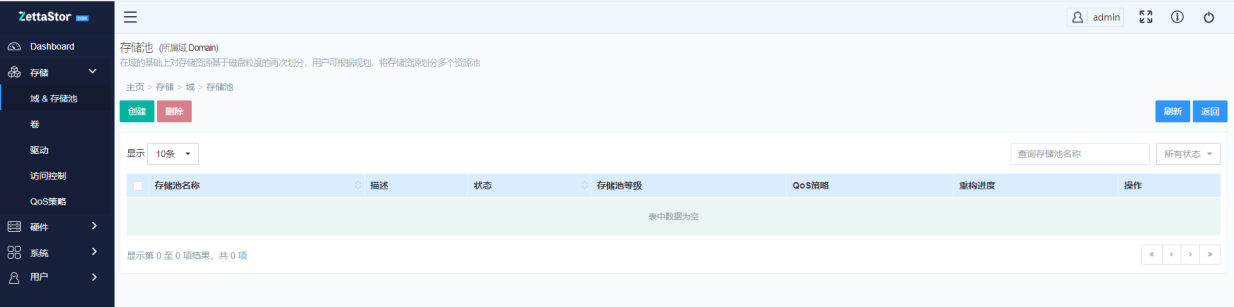 ZettaStor DBS
admin
Dashboard
存储
域 & 存储池
卷
驱动
访问控制
QoS策略
硬件
系统
用户
存储池 (所属域 Domain)
在域的基础上对存储资源基于磁盘粒度的再次划分，用户可根据规划，将存储资源划分多个资源池
主页 > 存储 > 域 > 存储池
创建 删除 刷新 返回
显示 10条 查询存储池名称 所有状态
存储池名称 描述 状态 存储池等级 QoS策略 重构进度 操作
表中数据为空
显示第 0 至 0 项结果，共 0 项
« < > »